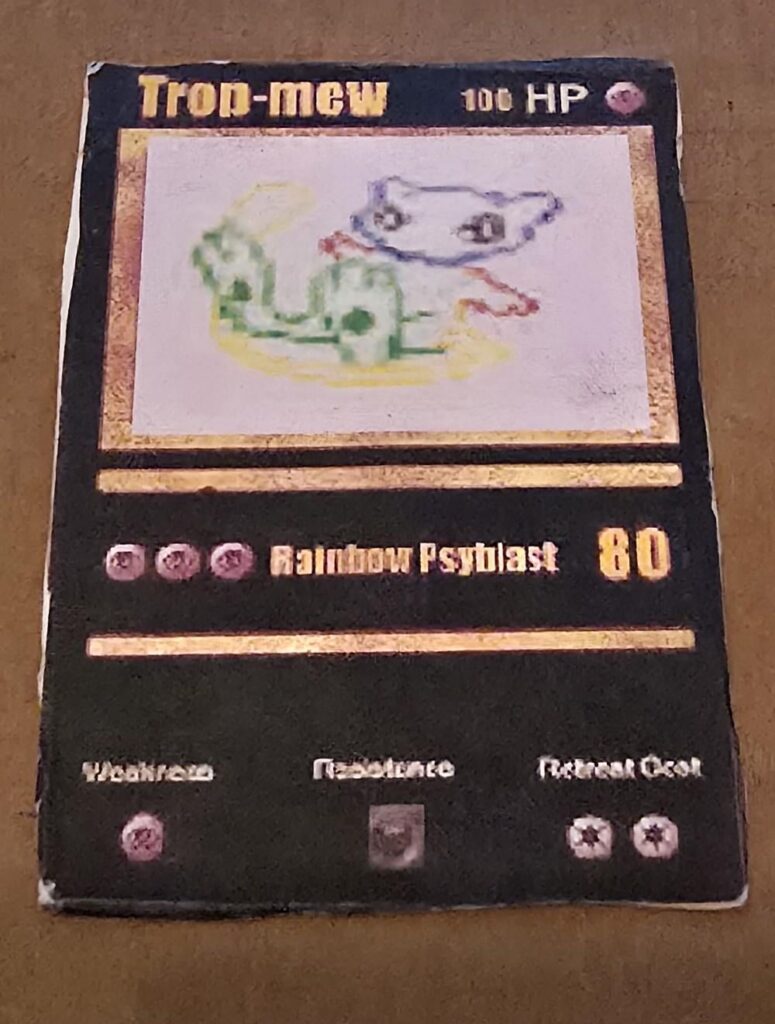 Trop-mew 100 HP
Rainbow Psyblast 80
Weakness Resistance Retreat Cost